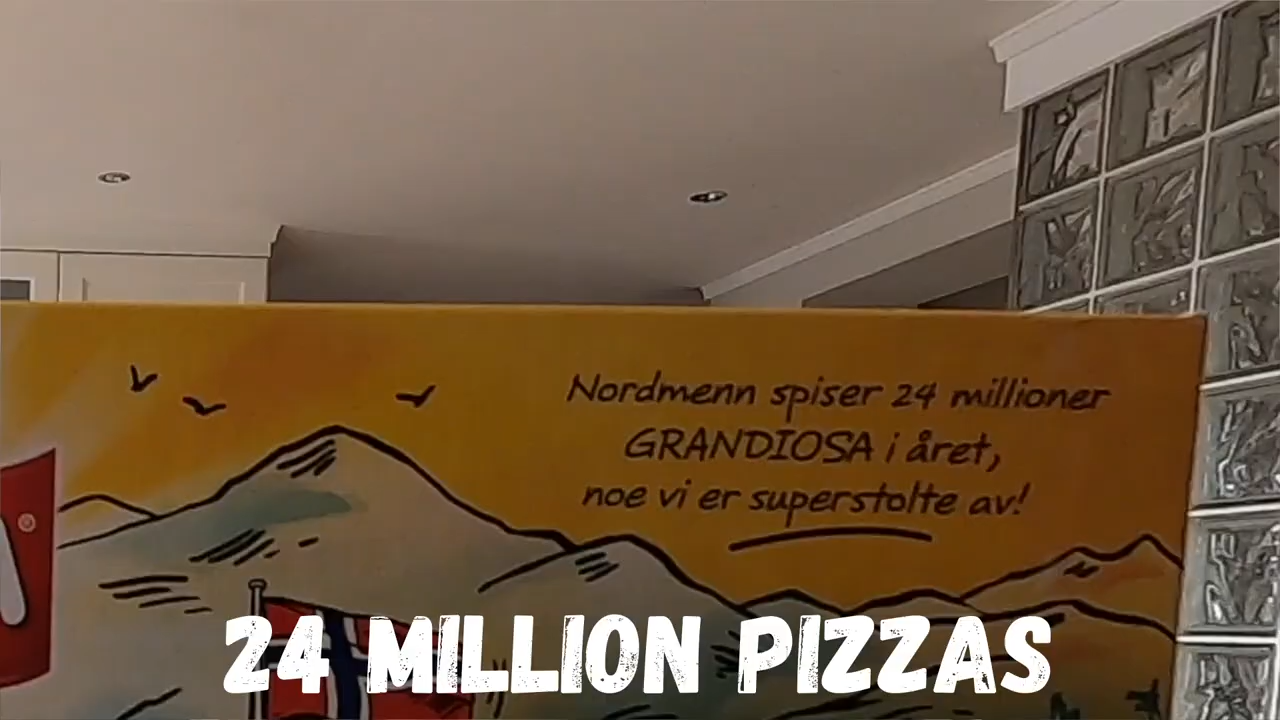 Nordmenn spiser 24 millioner
GRANDIOSA i året,
noe vi er superstolte av!
®
24 MILLION PIZZAS